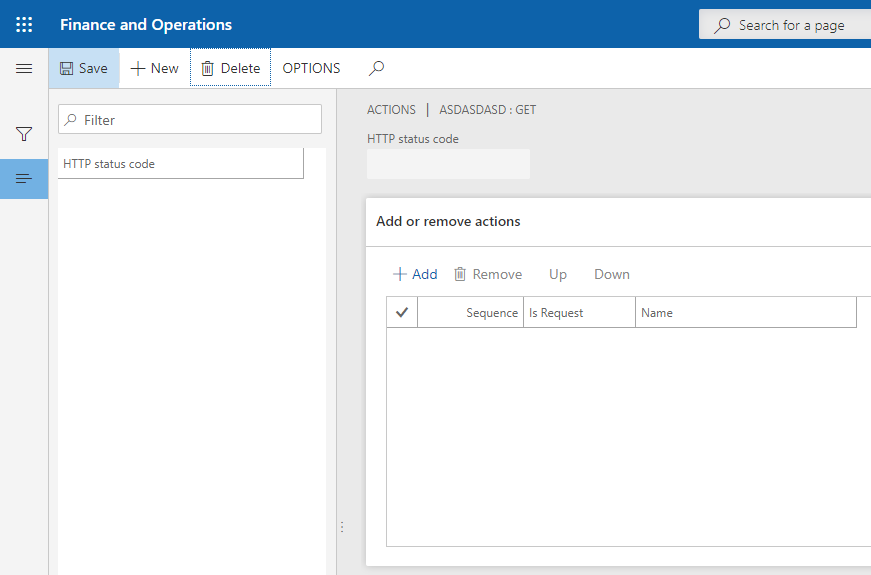 Finance and Operations
Search for a page
Save
New
Delete
OPTIONS
Filter
HTTP status code
ACTIONS | ASDASDASD : GET
HTTP status code
Add or remove actions
Add
Remove
Up
Down
Sequence
Is Request
Name